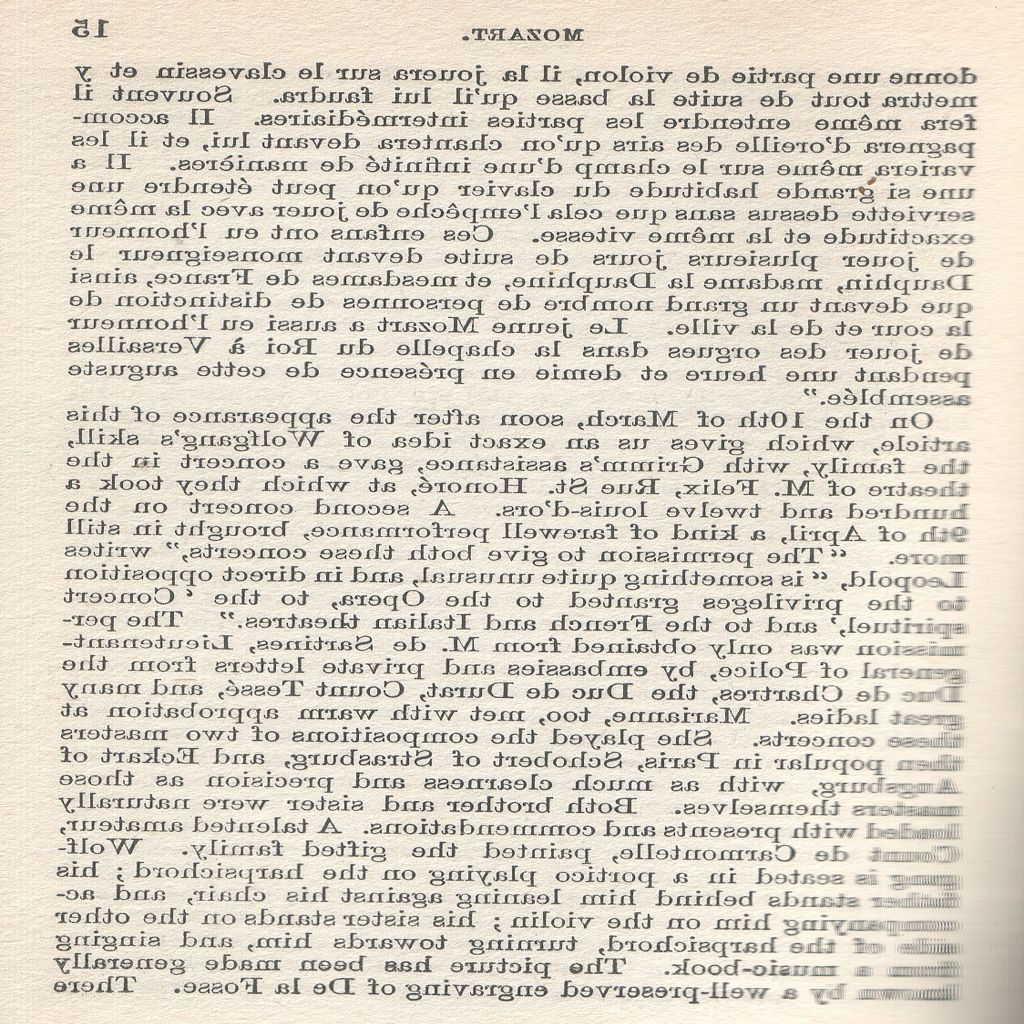 MOZART. 15
donne une partie de violon, il la jouera sur le clavessin et y
mettra tout de suite la basse qu'il lui faudra. Souvent il
fera même entendre les parties intermédiaires. Il accom-
pagnera d'oreille des airs qu'on chantera devant lui, et il les
variera même sur le champ d'une infinité de manières. Il a
une si grande habitude du clavier qu'on peut étendre une
serviette dessus sans que cela l'empêche de jouer avec la même
exactitude et la même vitesse. Ces enfans ont eu l'honneur
de jouer plusieurs jours de suite devant monseigneur le
Dauphin, madame la Dauphine, et mesdames de France, ainsi
que devant un grand nombre de personnes de distinction de
la cour et de la ville. Le jeune Mozart a aussi eu l'honneur
de jouer des orgues dans la chapelle du Roi à Versailles
pendant une heure et demie en présence de cette auguste
assemblée."
On the 10th of March, soon after the appearance of this
article, which gives us an exact idea of Wolfgang's skill,
the family, with Grimm's assistance, gave a concert in the
theatre of M. Felix, Rue St. Honoré, at which they took a
hundred and twelve louis-d'ors. A second concert on the
9th of April, a kind of farewell performance, brought in still
more. "The permission to give both these concerts," writes
Leopold, "is something quite unusual, and in direct opposition
to the privileges granted to the Opera, to the 'Concert
spirituel,' and to the French and Italian theatres." The per-
mission was only obtained from M. de Sartines, Lieutenant-
general of Police, by embassies and private letters from the
Duc de Chartres, the Duc de Durat, Count Tessé, and many
great ladies. Marianne, too, met with warm approbation at
these concerts. She played the compositions of two masters
then popular in Paris, Schobert of Strasburg, and Eckart of
Augsburg, with as much clearness and precision as those
masters themselves. Both brother and sister were naturally
loaded with presents and commendations. A talented amateur,
Count de Carmontelle, painted the gifted family. Wolf-
gang is seated in a portico playing on the harpsichord; his
father stands behind him leaning against his chair, and ac-
companying him on the violin; his sister stands on the other
side of the harpsichord, turning towards him, and singing
from a music-book. The picture has been made generally
known by a well-preserved engraving of De la Fosse. There